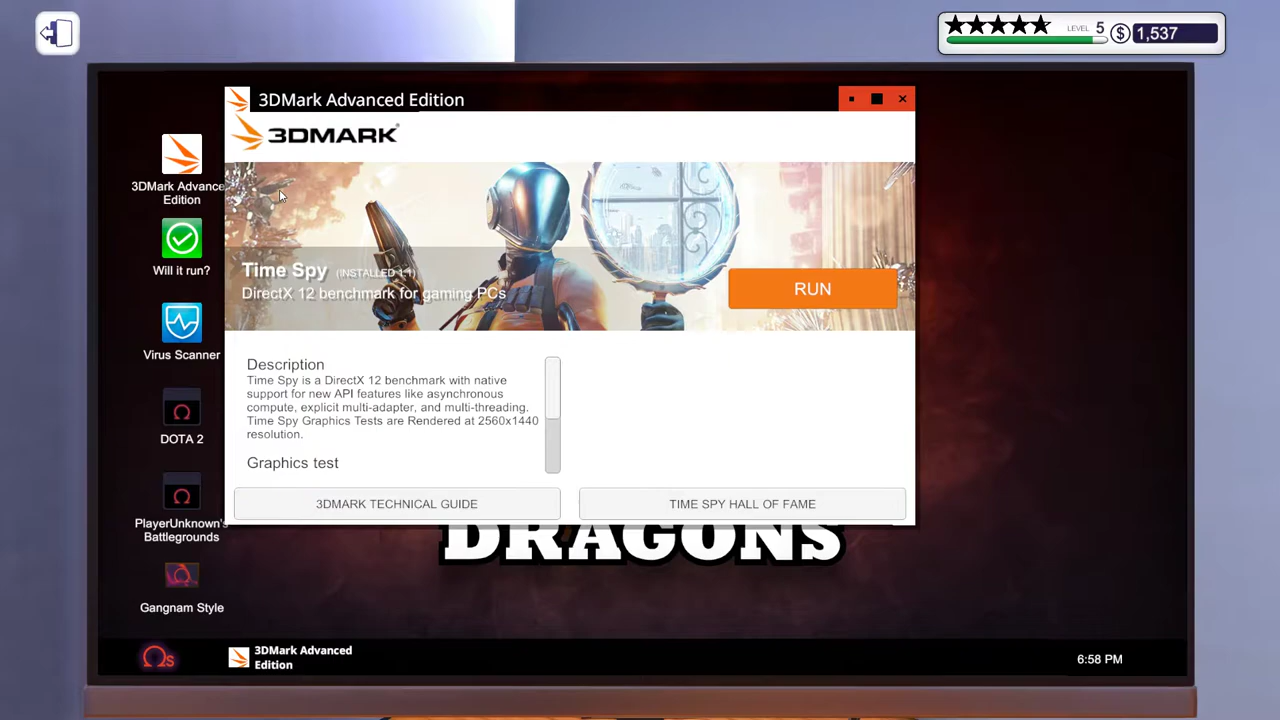 LEVEL 5 $ 1,537
3DMark Advanced Edition
3DMARK
3DMark Advance
Edition
Will it run?
Virus Scanner
DOTA 2
PlayerUnknown's
Battlegrounds
Gangnam Style
Time Spy (INSTALLED 1.1)
DirectX 12 benchmark for gaming PCs
RUN
Description
Time Spy is a DirectX 12 benchmark with native
support for new API features like asynchronous
compute, explicit multi-adapter, and multi-threading.
Time Spy Graphics Tests are Rendered at 2560x1440
resolution.
Graphics test
3DMARK TECHNICAL GUIDE
TIME SPY HALL OF FAME
DRAGONS
Ωs
3DMark Advanced
Edition
6:58 PM